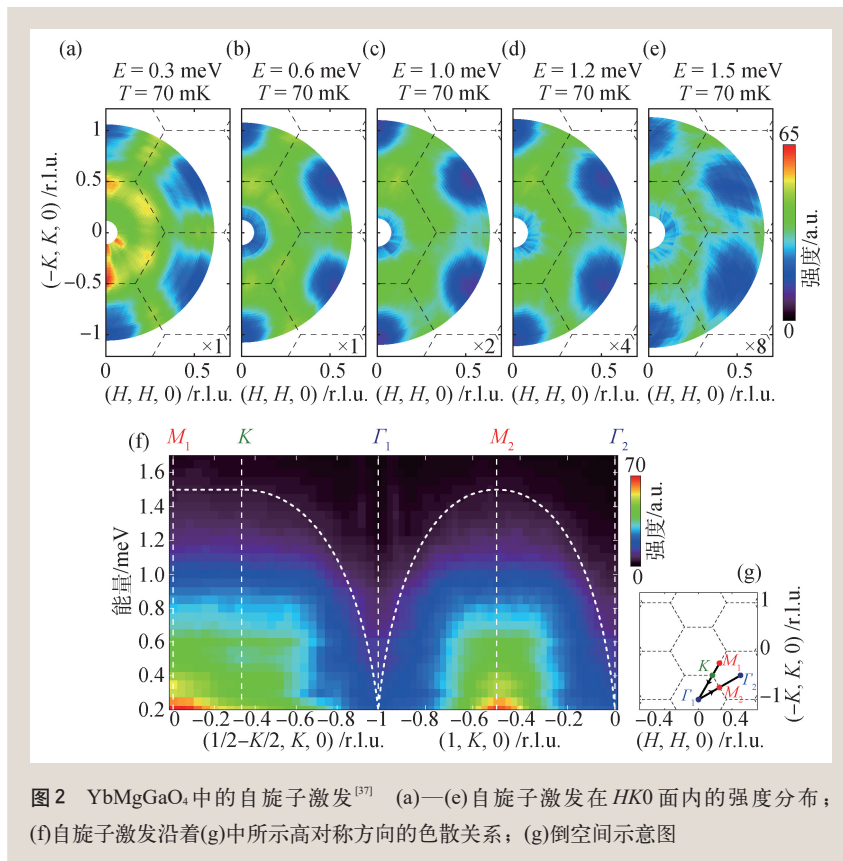 (a) (b) (c) (d) (e)
E = 0.3 meV E = 0.6 meV E = 1.0 meV E = 1.2 meV E = 1.5 meV
T = 70 mK T = 70 mK T = 70 mK T = 70 mK T = 70 mK
(−K, K, 0) /r.l.u.
1
0.5
0
−0.5
−1
×1 ×1 ×2 ×4 ×8
65
强度/a.u.
0
0 0.5 0 0.5 0 0.5 0 0.5 0 0.5
(H, H, 0) /r.l.u. (H, H, 0) /r.l.u. (H, H, 0) /r.l.u. (H, H, 0) /r.l.u. (H, H, 0) /r.l.u.
(f) M₁ K Γ₁ M₂ Γ₂
能量/meV
1.6
1.4
1.2
1.0
0.8
0.6
0.4
0.2
70
强度/a.u.
0
−0 −0.2 −0.4 −0.6 −0.8 −1 −0.8 −0.6 −0.4 −0.2 0
(1/2−K/2, K, 0) /r.l.u. (1, K, 0) /r.l.u.
(g)
1
0
−1
(−K, K, 0) /r.l.u.
K M₁
Γ₂
Γ₁ M₂
−0.4 0 0.4
(H, H, 0) /r.l.u.
图2 YbMgGaO₄中的自旋子激发[37] (a)—(e)自旋子激发在HK0面内的强度分布；
(f)自旋子激发沿着(g)中所示高对称方向的色散关系；(g)倒空间示意图